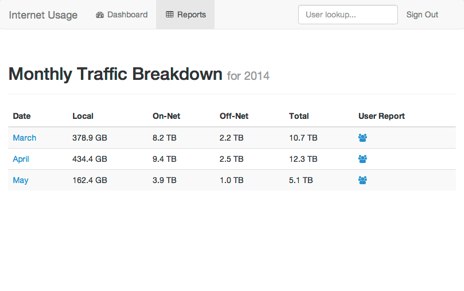 Internet Usage Dashboard Reports User lookup... Sign Out
Monthly Traffic Breakdown for 2014
Date Local On-Net Off-Net Total User Report
March 378.9 GB 8.2 TB 2.2 TB 10.7 TB
April 434.4 GB 9.4 TB 2.5 TB 12.3 TB
May 162.4 GB 3.9 TB 1.0 TB 5.1 TB